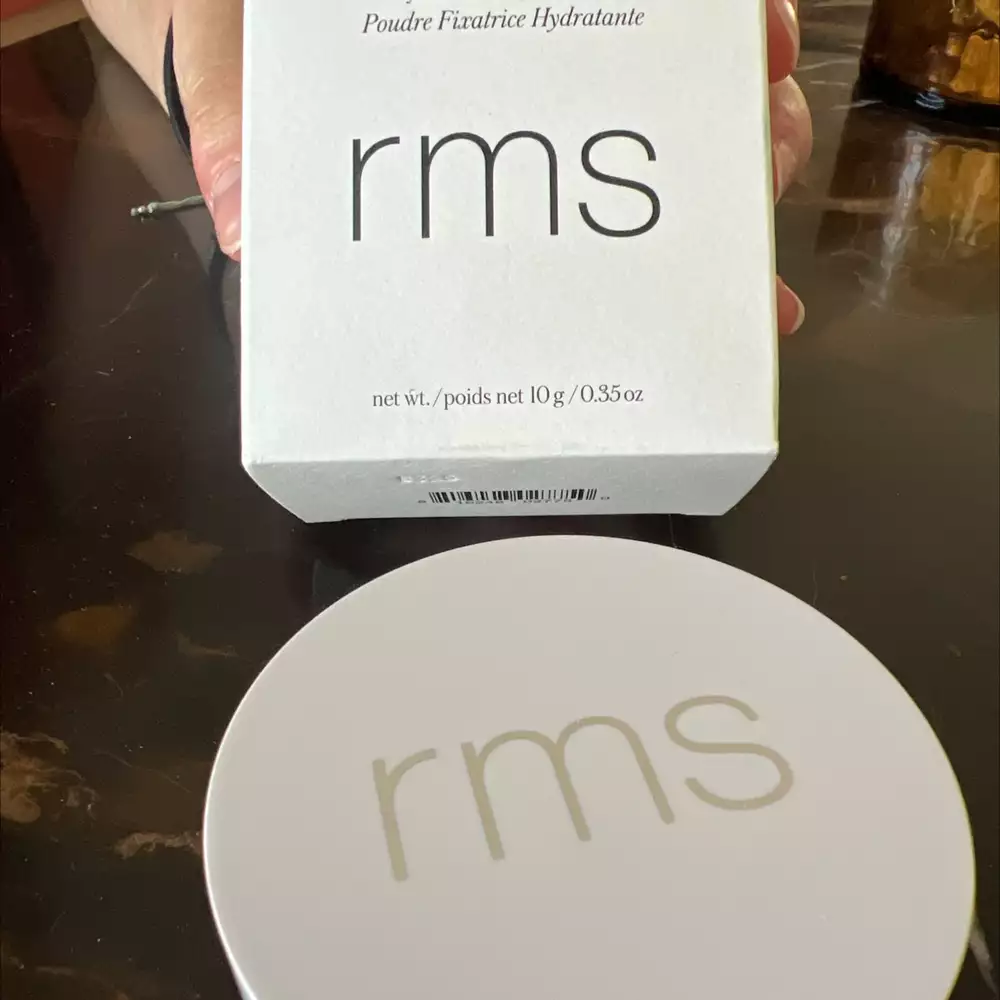 Poudre Fixatrice Hydratante
rms
net wt./poids net 10 g / 0.35 oz
rms